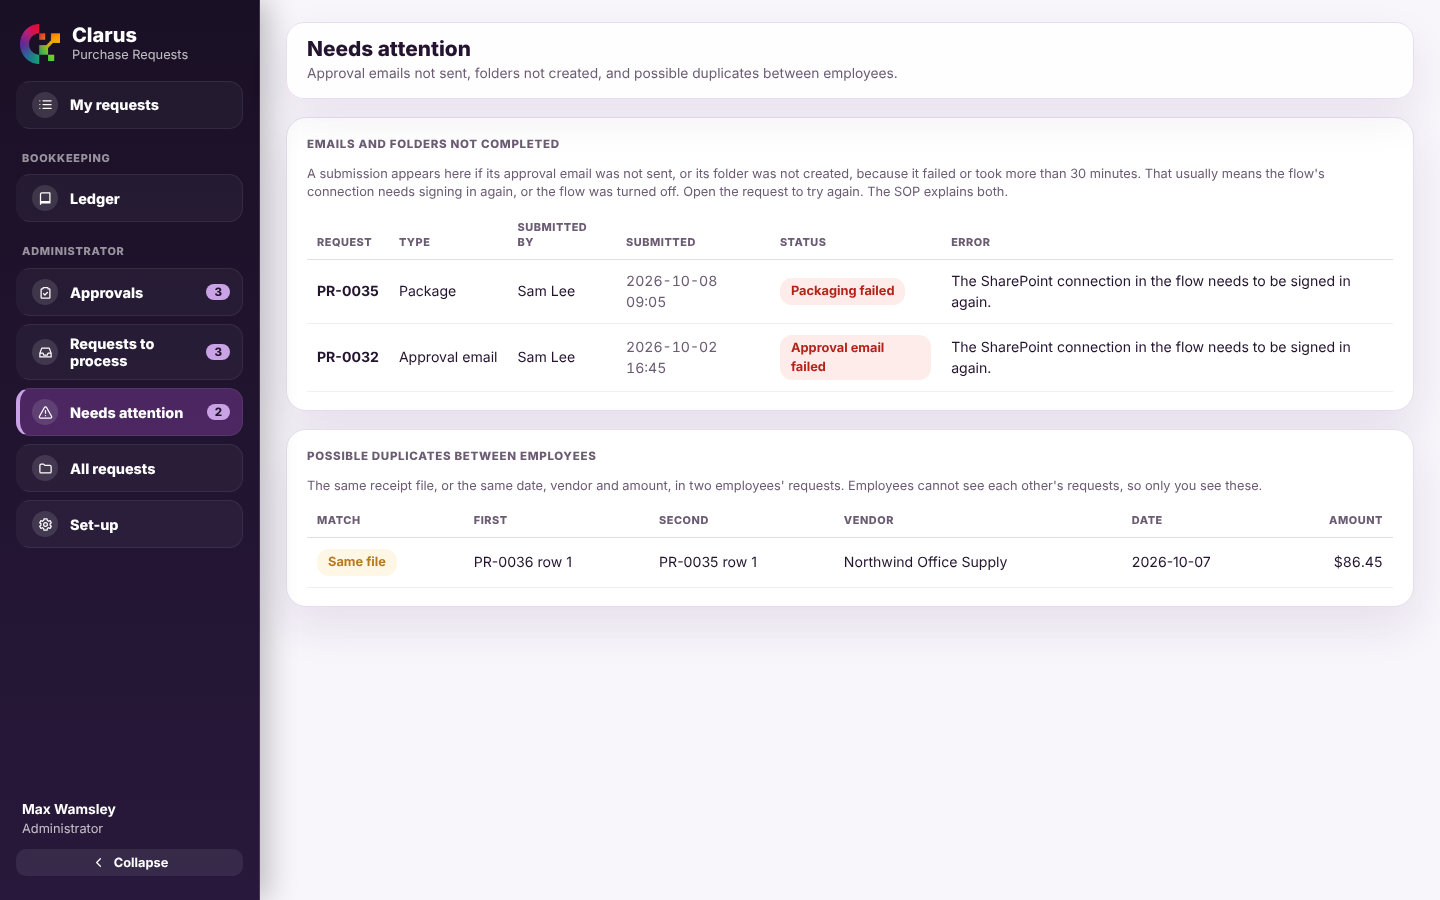 Clarus
Purchase Requests
My requests
BOOKKEEPING
Ledger
ADMINISTRATOR
Approvals 3
Requests to
process 3
Needs attention 2
All requests
Set-up
Max Wamsley
Administrator
Collapse
Needs attention
Approval emails not sent, folders not created, and possible duplicates between employees.
EMAILS AND FOLDERS NOT COMPLETED
A submission appears here if its approval email was not sent, or its folder was not created, because it failed or took more than 30 minutes. That usually means the flow's
connection needs signing in again, or the flow was turned off. Open the request to try again. The SOP explains both.
REQUEST TYPE SUBMITTED BY SUBMITTED STATUS ERROR
PR-0035 Package Sam Lee 2026-10-08 09:05 Packaging failed The SharePoint connection in the flow needs to be signed in again.
PR-0032 Approval email Sam Lee 2026-10-02 16:45 Approval email failed The SharePoint connection in the flow needs to be signed in again.
POSSIBLE DUPLICATES BETWEEN EMPLOYEES
The same receipt file, or the same date, vendor and amount, in two employees' requests. Employees cannot see each other's requests, so only you see these.
MATCH FIRST SECOND VENDOR DATE AMOUNT
Same file PR-0036 row 1 PR-0035 row 1 Northwind Office Supply 2026-10-07 $86.45